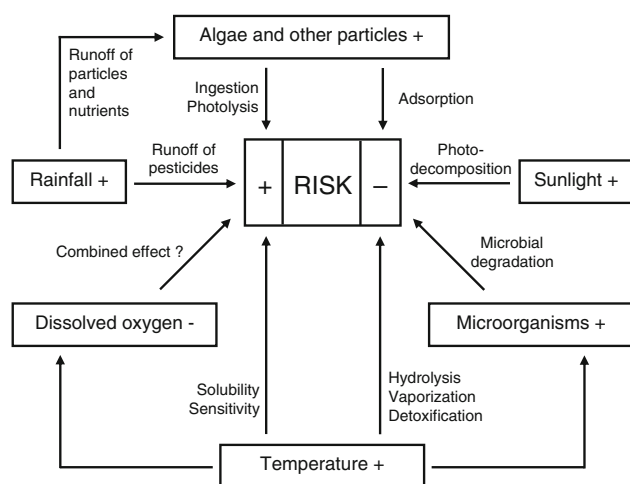 Algae and other particles +
Runoff of
particles
and
nutrients
Ingestion
Photolysis
Adsorption
Rainfall +
Runoff of
pesticides
+
RISK
–
Photo-
decomposition
Sunlight +
Combined effect ?
Microbial
degradation
Dissolved oxygen -
Microorganisms +
Solubility
Sensitivity
Hydrolysis
Vaporization
Detoxification
Temperature +